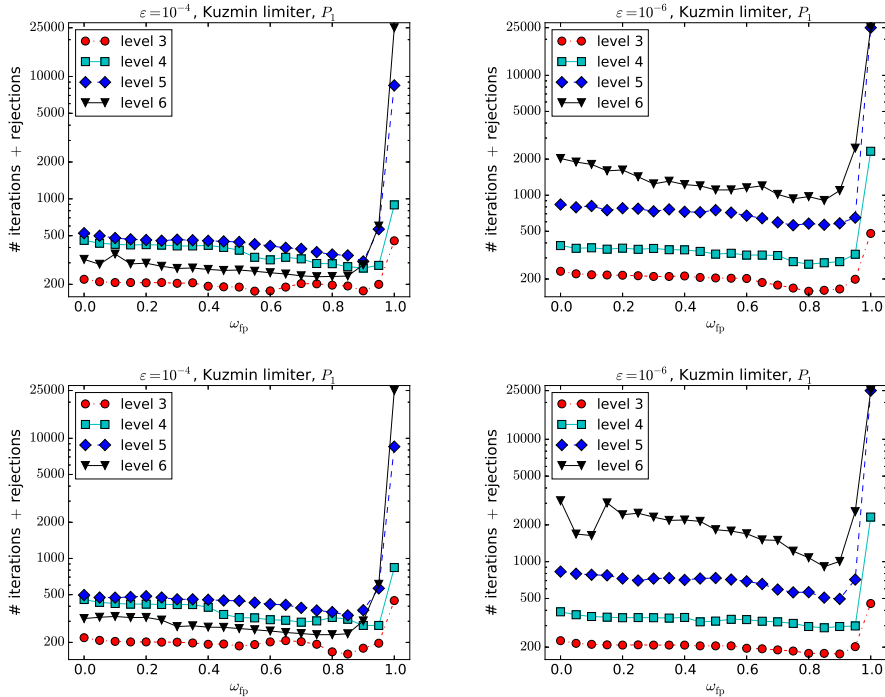 ε=10⁻⁴, Kuzmin limiter, P₁
# iterations + rejections
25000
10000
5000
2000
1000
500
200
level 3
level 4
level 5
level 6
0.0 0.2 0.4 0.6 0.8 1.0
ω_fp
ε=10⁻⁶, Kuzmin limiter, P₁
# iterations + rejections
25000
10000
5000
2000
1000
500
200
level 3
level 4
level 5
level 6
0.0 0.2 0.4 0.6 0.8 1.0
ω_fp
ε=10⁻⁴, Kuzmin limiter, P₁
# iterations + rejections
25000
10000
5000
2000
1000
500
200
level 3
level 4
level 5
level 6
0.0 0.2 0.4 0.6 0.8 1.0
ω_fp
ε=10⁻⁶, Kuzmin limiter, P₁
# iterations + rejections
25000
10000
5000
2000
1000
500
200
level 3
level 4
level 5
level 6
0.0 0.2 0.4 0.6 0.8 1.0
ω_fp